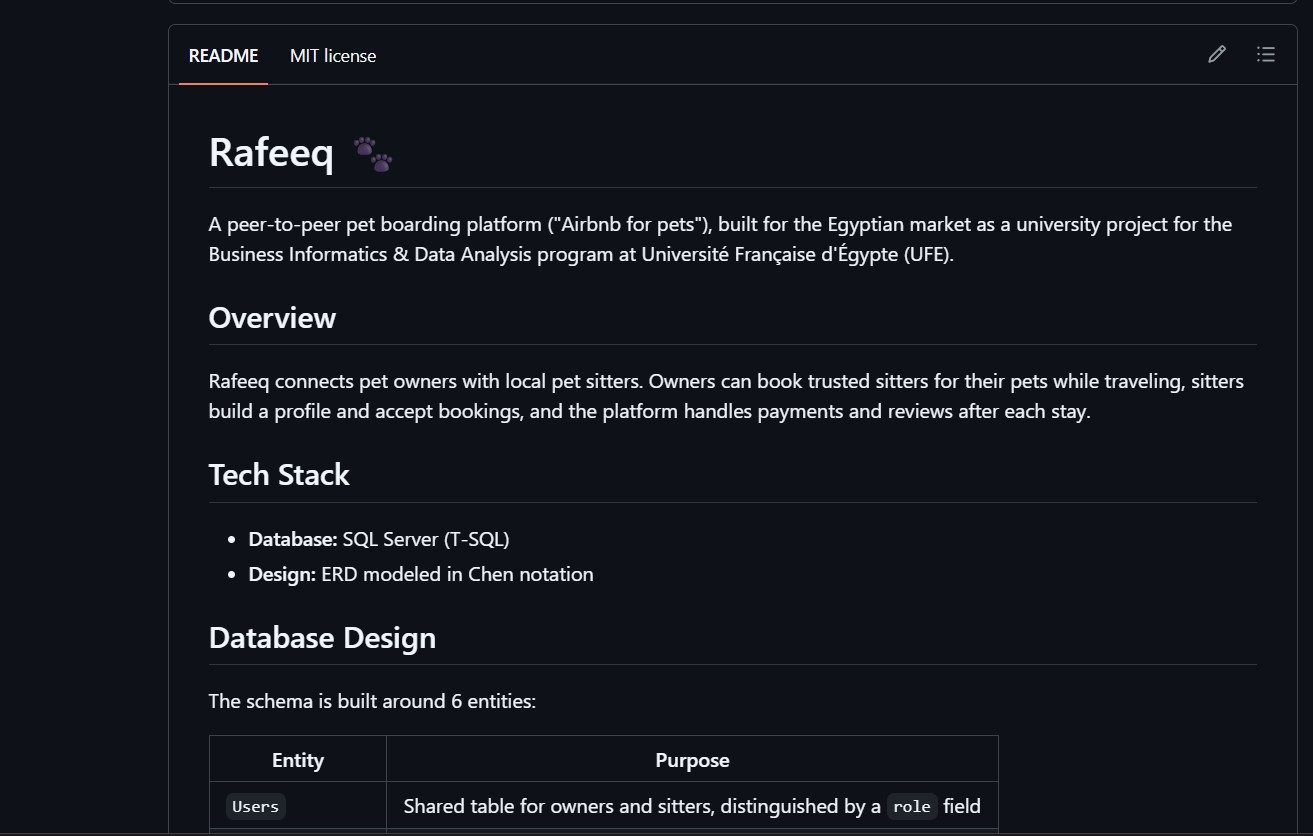 README MIT license
Rafeeq 🐾
A peer-to-peer pet boarding platform ("Airbnb for pets"), built for the Egyptian market as a university project for the
Business Informatics & Data Analysis program at Université Française d'Égypte (UFE).
Overview
Rafeeq connects pet owners with local pet sitters. Owners can book trusted sitters for their pets while traveling, sitters
build a profile and accept bookings, and the platform handles payments and reviews after each stay.
Tech Stack
• Database: SQL Server (T-SQL)
• Design: ERD modeled in Chen notation
Database Design
The schema is built around 6 entities:
Entity Purpose
Users Shared table for owners and sitters, distinguished by a role field